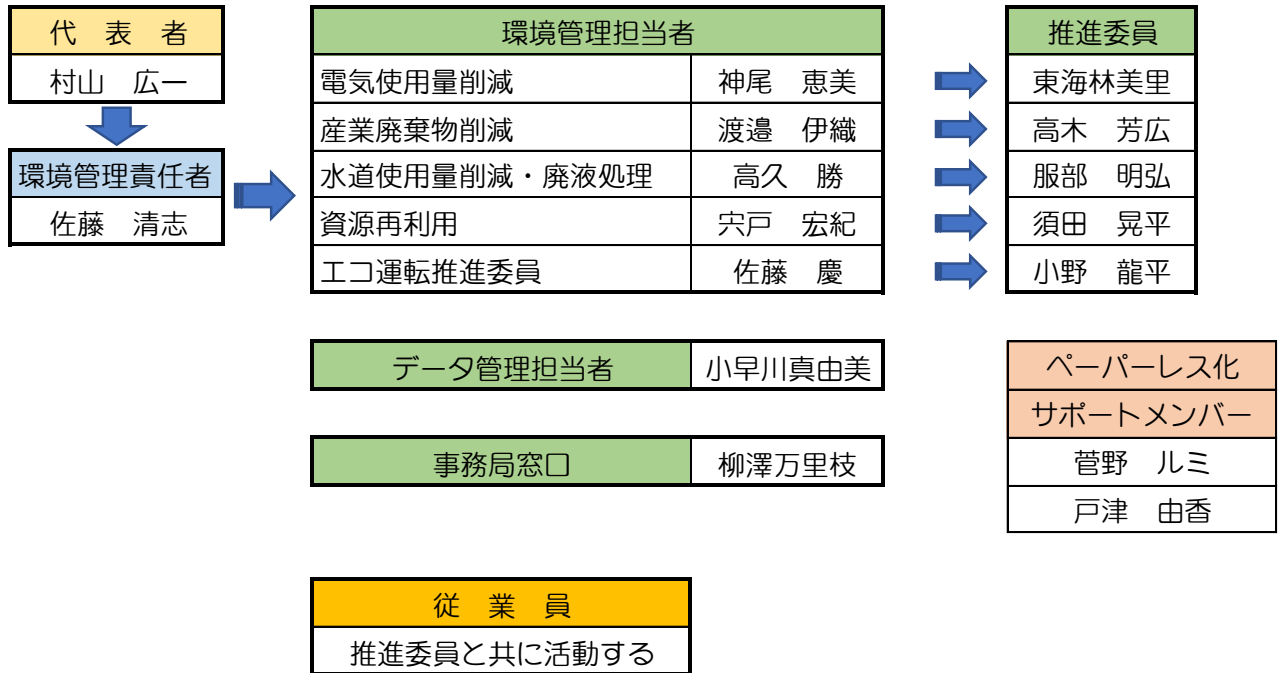 代　表　者
村山　広一
環境管理責任者
佐藤　清志
環境管理担当者
電気使用量削減　神尾　恵美
産業廃棄物削減　渡邉　伊織
水道使用量削減・廃液処理　高久　勝
資源再利用　宍戸　宏紀
エコ運転推進委員　佐藤　慶
推進委員
東海林美里
高木　芳広
服部　明弘
須田　晃平
小野　龍平
データ管理担当者　小早川真由美
事務局窓口　柳澤万里枝
ペーパーレス化
サポートメンバー
菅野　ルミ
戸津　由香
従　業　員
推進委員と共に活動する